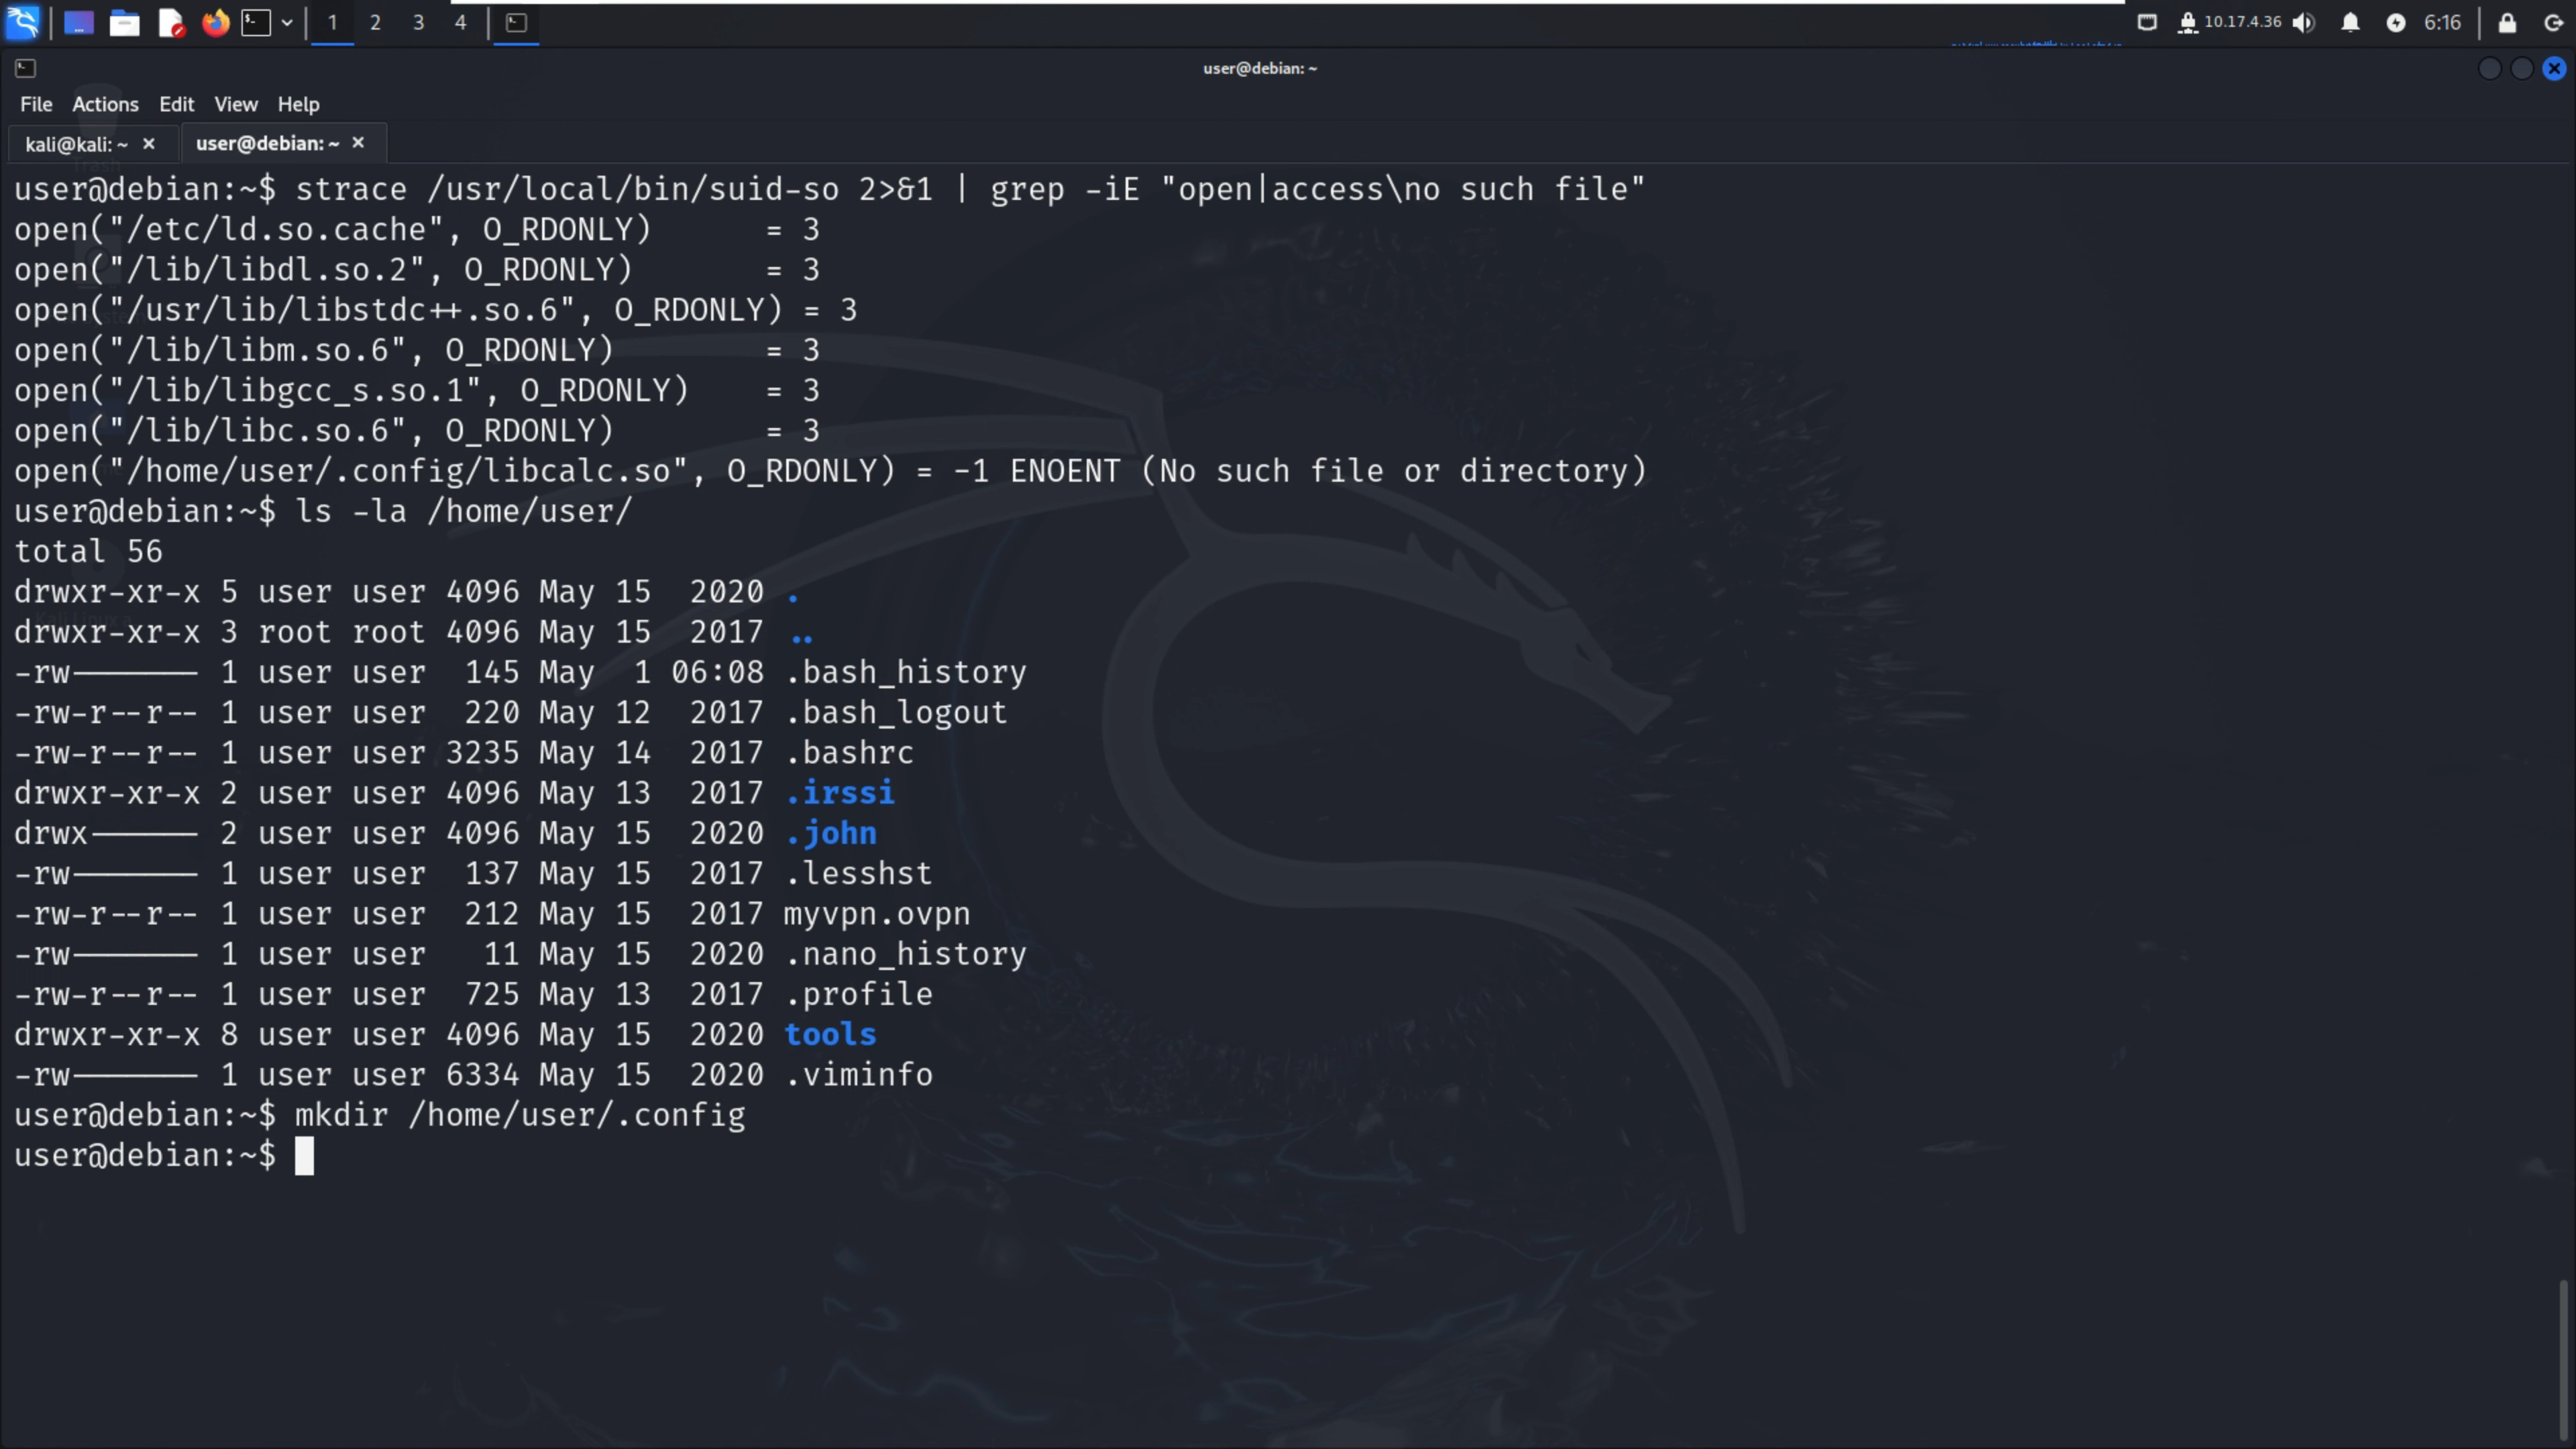 1 2 3 4 10.17.4.36 6:16
user@debian: ~
File Actions Edit View Help
kali@kali: ~ × user@debian: ~ ×
user@debian:~$ strace /usr/local/bin/suid-so 2>&1 | grep -iE "open|access\no such file"
open("/etc/ld.so.cache", O_RDONLY) = 3
open("/lib/libdl.so.2", O_RDONLY) = 3
open("/usr/lib/libstdc++.so.6", O_RDONLY) = 3
open("/lib/libm.so.6", O_RDONLY) = 3
open("/lib/libgcc_s.so.1", O_RDONLY) = 3
open("/lib/libc.so.6", O_RDONLY) = 3
open("/home/user/.config/libcalc.so", O_RDONLY) = -1 ENOENT (No such file or directory)
user@debian:~$ ls -la /home/user/
total 56
drwxr-xr-x 5 user user 4096 May 15 2020 .
drwxr-xr-x 3 root root 4096 May 15 2017 ..
-rw------- 1 user user 145 May 1 06:08 .bash_history
-rw-r--r-- 1 user user 220 May 12 2017 .bash_logout
-rw-r--r-- 1 user user 3235 May 14 2017 .bashrc
drwxr-xr-x 2 user user 4096 May 13 2017 .irssi
drwx------ 2 user user 4096 May 15 2020 .john
-rw------- 1 user user 137 May 15 2017 .lesshst
-rw-r--r-- 1 user user 212 May 15 2017 myvpn.ovpn
-rw------- 1 user user 11 May 15 2020 .nano_history
-rw-r--r-- 1 user user 725 May 13 2017 .profile
drwxr-xr-x 8 user user 4096 May 15 2020 tools
-rw------- 1 user user 6334 May 15 2020 .viminfo
user@debian:~$ mkdir /home/user/.config
user@debian:~$